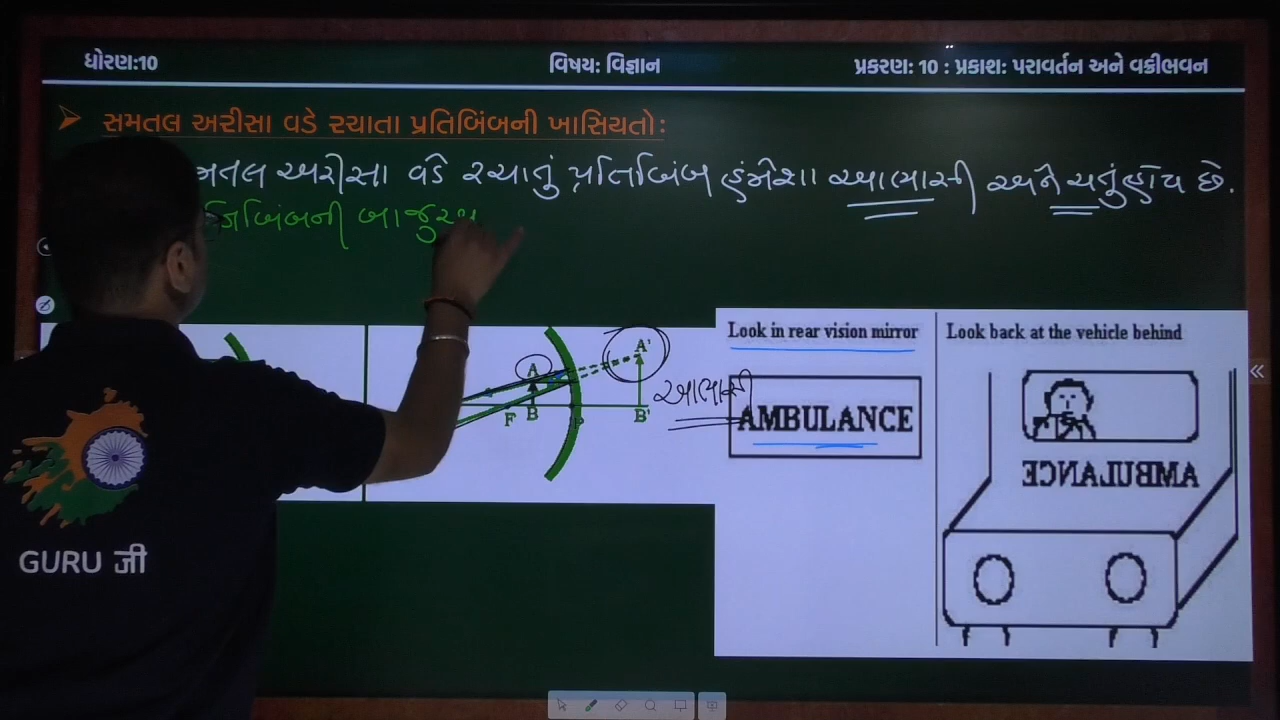 ધોરણ:10 વિષય: વિજ્ઞાન પ્રકરણ: 10 : પ્રકાશ: પરાવર્તન અને વક્રીભવન
➤ સમતલ અરીસા વડે રચાતા પ્રતિબિંબની ખાસિયતો:
મતલ અરીસા વડે રચાતું પ્રતિબિંબ હંમેશા આભાસી અને ચતું હોય છે.
તિબિંબની બાજુ
A
F B P
A'
B'
આભાસી
Look in rear vision mirror
AMBULANCE
Look back at the vehicle behind
AMBULANCE
GURU जी